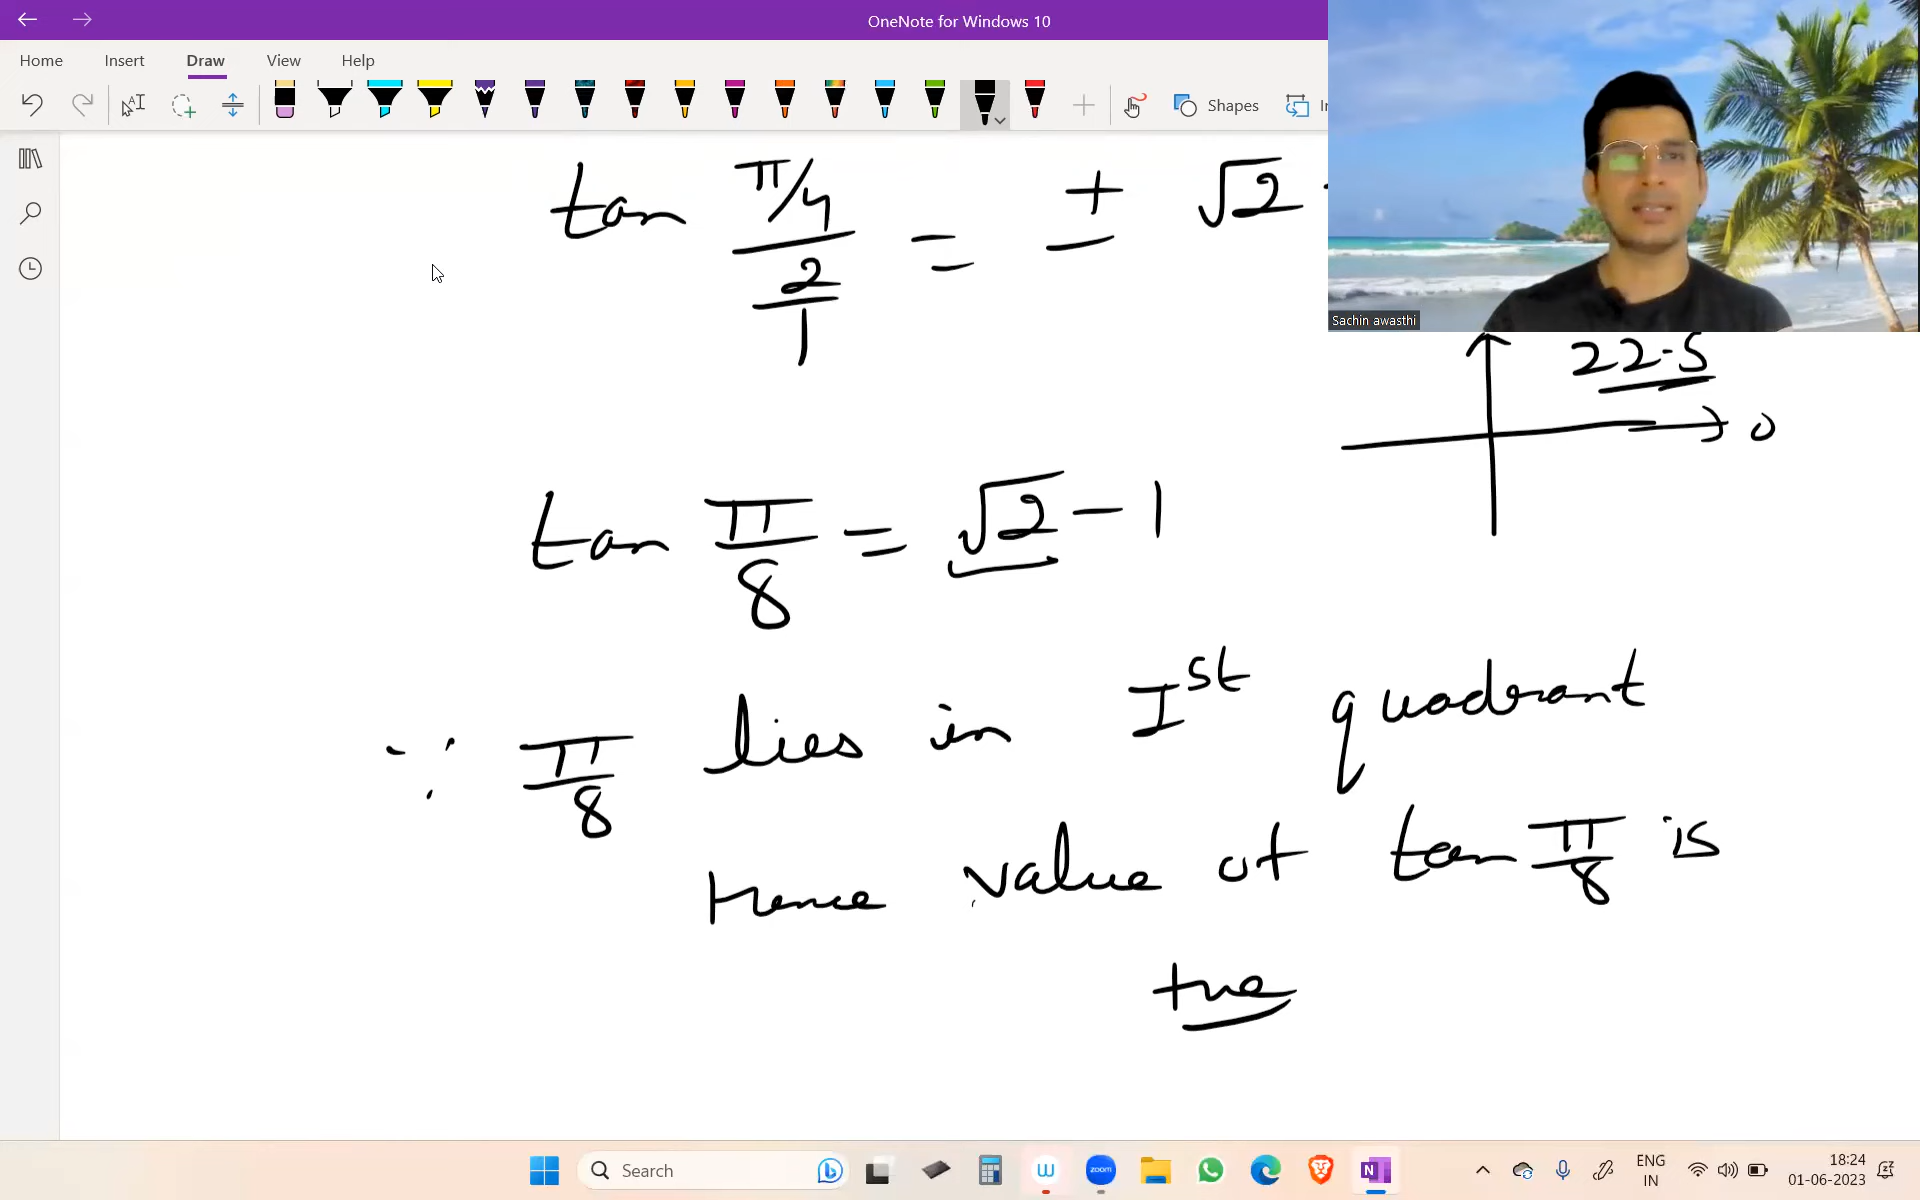 OneNote for Windows 10
Home Insert Draw View Help
Shapes
tan π/4 / 2/1 = ± √2
Sachin awasthi
22.5
0
tan π/8 = √2 - 1
∵ π/8 lies in Ist quadrant
Hence value of tan π/8 is
+ve
Search
zoom
ENG
IN
18:24
01-06-2023